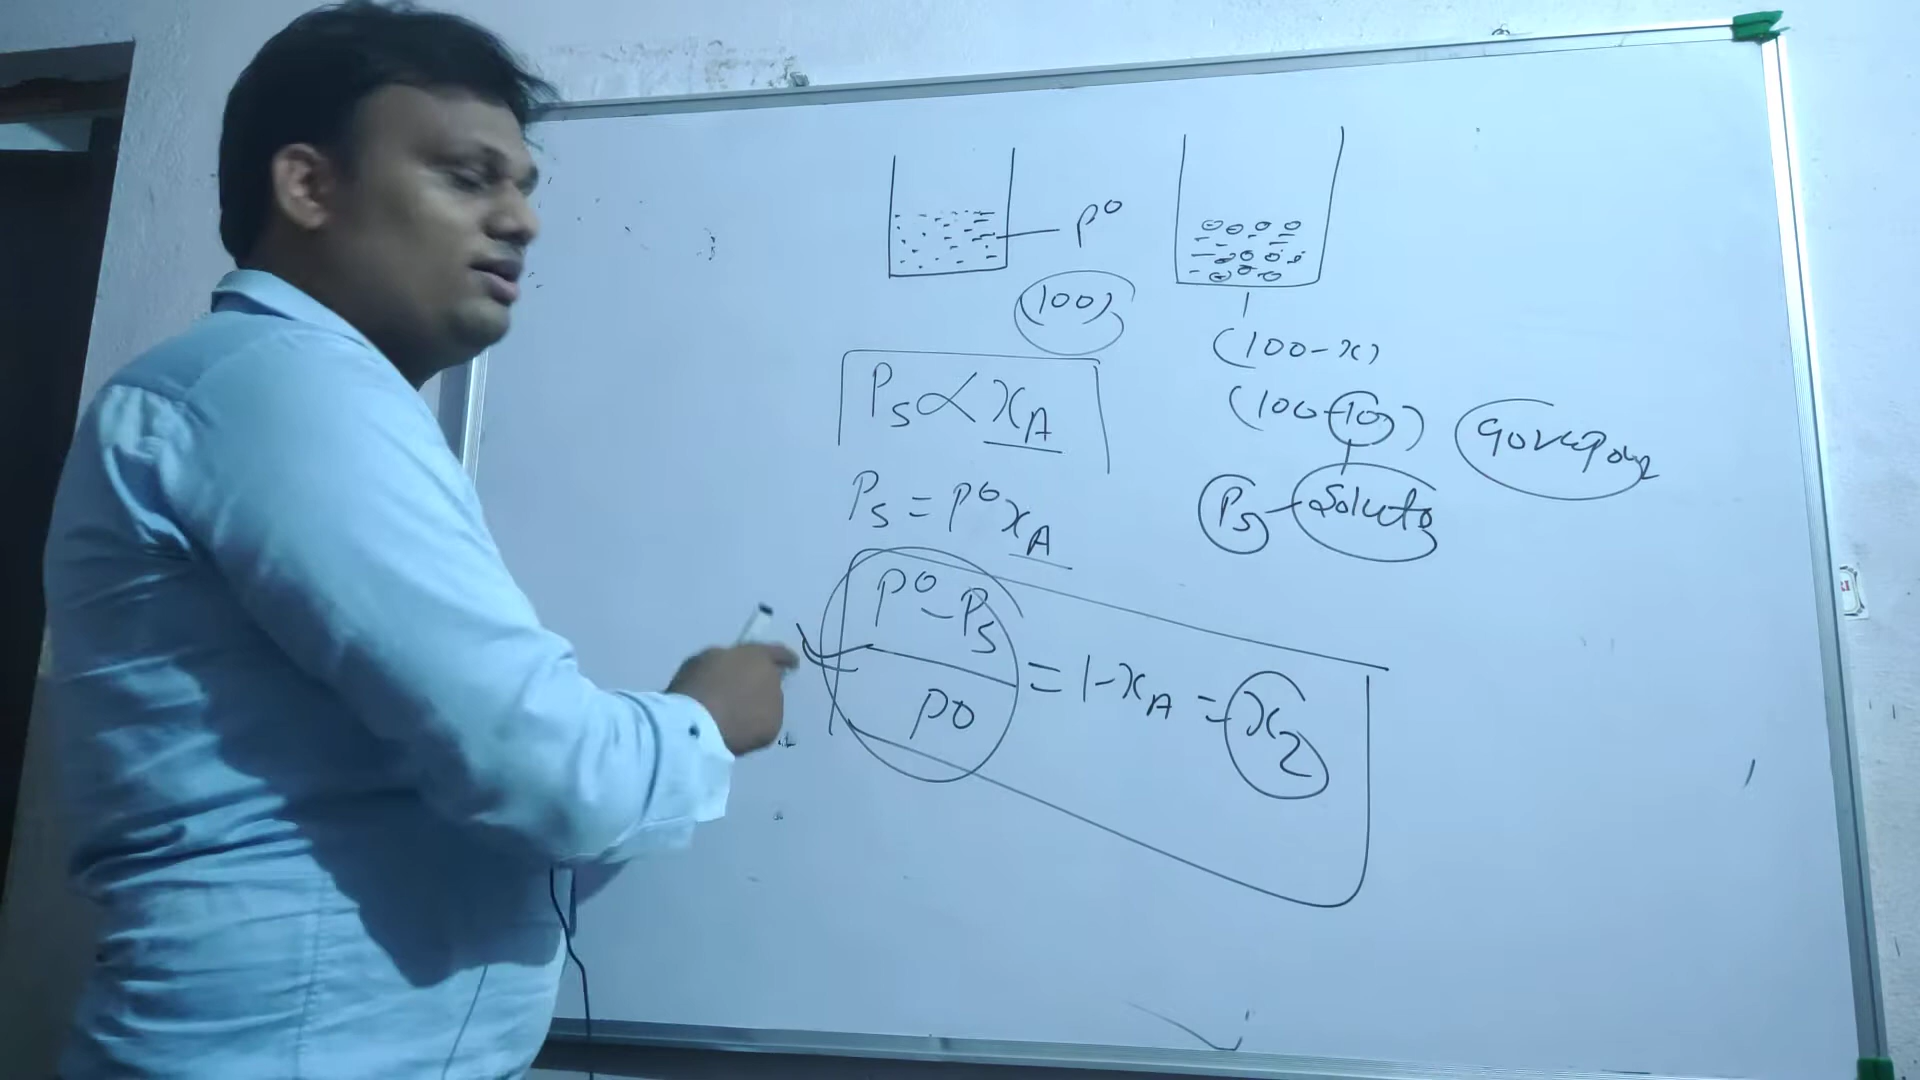 P⁰
(100)
(100-x)
(100-10)
90
Ps - Solute
Ps ∝ xA
Ps = P⁰xA
P⁰-Ps / P⁰ = 1-xA = x2